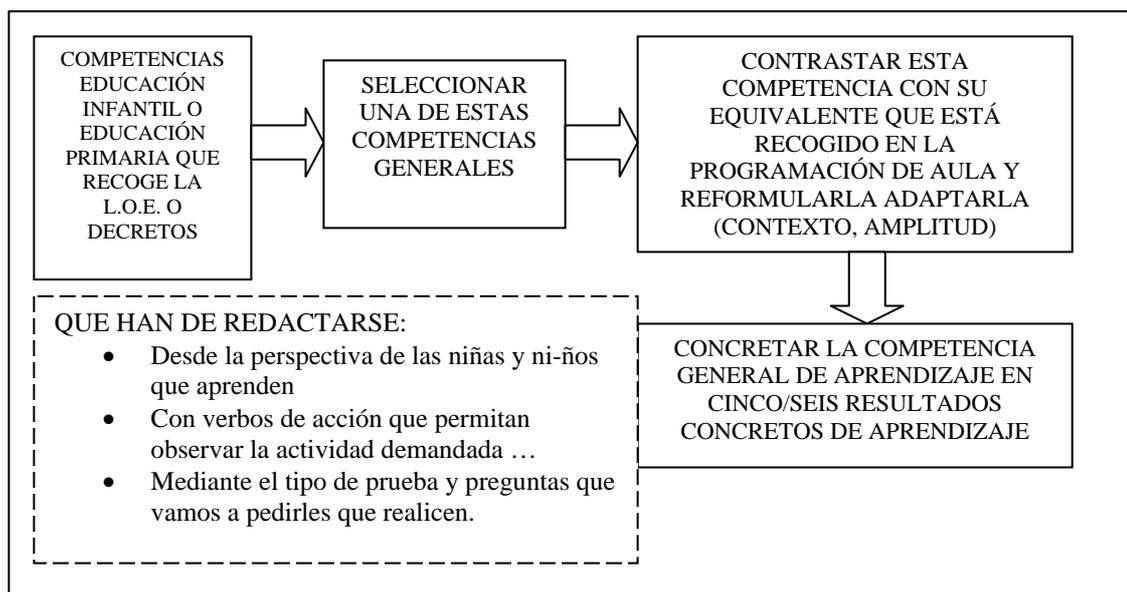 COMPETENCIAS
EDUCACIÓN
INFANTIL O
EDUCACIÓN
PRIMARIA QUE
RECOGE LA
L.O.E. O
DECRETOS
SELECCIONAR
UNA DE ESTAS
COMPETENCIAS
GENERALES
CONTRASTAR ESTA
COMPETENCIA CON SU
EQUIVALENTE QUE ESTÁ
RECOGIDO EN LA
PROGRAMACIÓN DE AULA Y
REFORMULARLA ADAPTARLA
(CONTEXTO, AMPLITUD)
CONCRETAR LA COMPETENCIA
GENERAL DE APRENDIZAJE EN
CINCO/SEIS RESULTADOS
CONCRETOS DE APRENDIZAJE
QUE HAN DE REDACTARSE:
• Desde la perspectiva de las niñas y ni-ños
que aprenden
• Con verbos de acción que permitan
observar la actividad demandada …
• Mediante el tipo de prueba y preguntas que
vamos a pedirles que realicen.